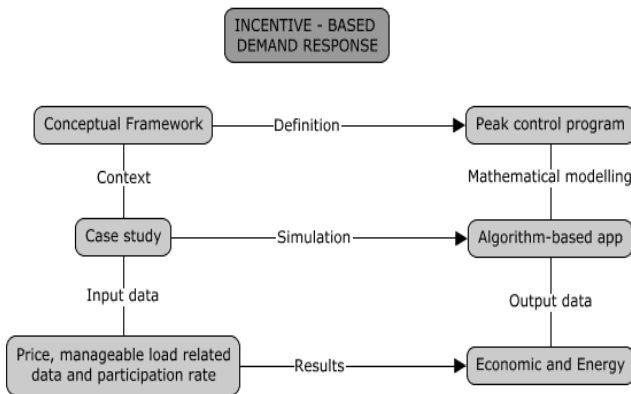 INCENTIVE - BASED
DEMAND RESPONSE
Conceptual Framework
Definition
Peak control program
Context
Mathematical modelling
Case study
Simulation
Algorithm-based app
Input data
Output data
Price, manageable load related
data and participation rate
Results
Economic and Energy